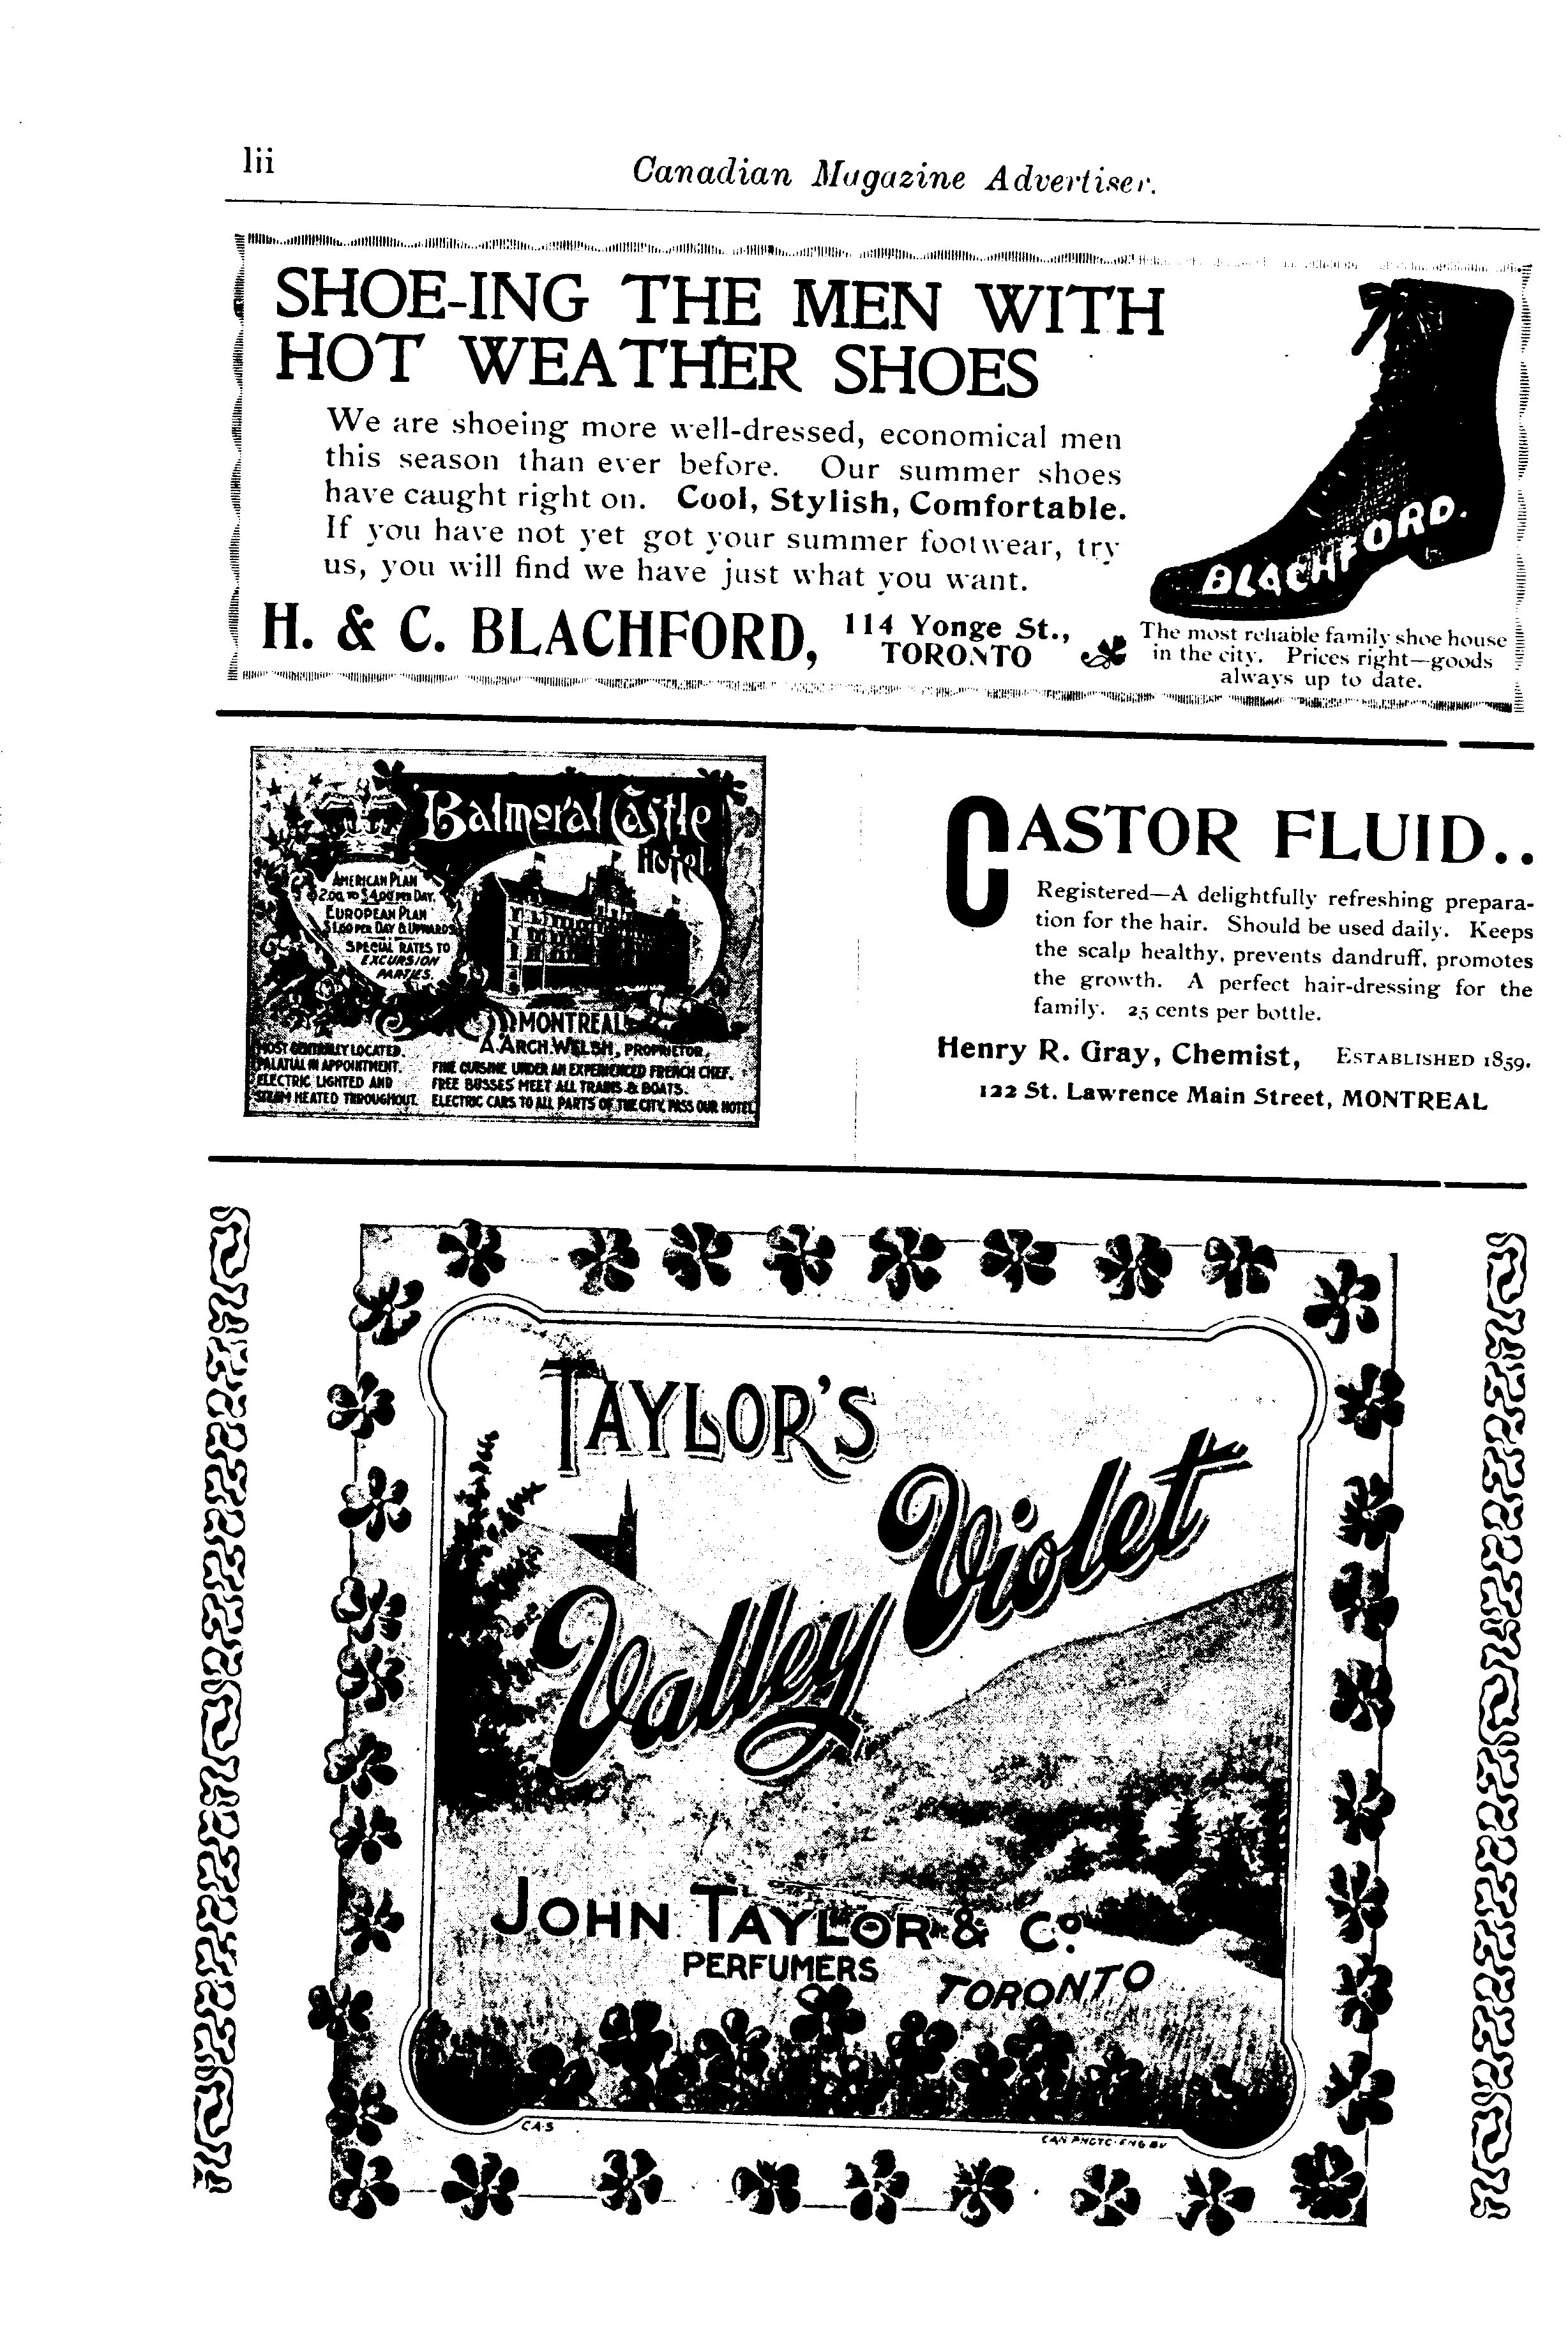 lii
Canadian Magazine Advertiser.
SHOE-ING THE MEN WITH
HOT WEATHER SHOES
We are shoeing more well-dressed, economical men
this season than ever before. Our summer shoes
have caught right on. Cool, Stylish, Comfortable.
If you have not yet got your summer footwear, try
us, you will find we have just what you want.
BLACHFORD.
H. & C. BLACHFORD,
114 Yonge St.,
TORONTO
The most reliable family shoe house
in the city. Prices right—goods
always up to date.
Balmoral Castle
Hotel
AMERICAN PLAN
$2.00 TO $4.00 PER DAY.
EUROPEAN PLAN
$1.00 PER DAY & UPWARDS
SPECIAL RATES TO
EXCURSION
PARTIES.
MONTREAL
A. ARCH. WELSH, PROPRIETOR.
MOST CENTRALLY LOCATED.
PALATIAL IN APPOINTMENT.
ELECTRIC LIGHTED AND
STEAM HEATED THROUGHOUT.
FINE CUISINE UNDER AN EXPERIENCED FRENCH CHEF.
FREE BUSSES MEET ALL TRAINS & BOATS.
ELECTRIC CARS TO ALL PARTS OF THE CITY, PASS OUR HOTEL
CASTOR FLUID..
Registered—A delightfully refreshing prepara-
tion for the hair. Should be used daily. Keeps
the scalp healthy, prevents dandruff, promotes
the growth. A perfect hair-dressing for the
family. 25 cents per bottle.
Henry R. Gray, Chemist, ESTABLISHED 1859.
122 St. Lawrence Main Street, MONTREAL
TAYLOR'S
Valley Violet
JOHN TAYLOR & Co.
PERFUMERS
TORONTO
C.A.S
CAN PHOTO-ENG BU